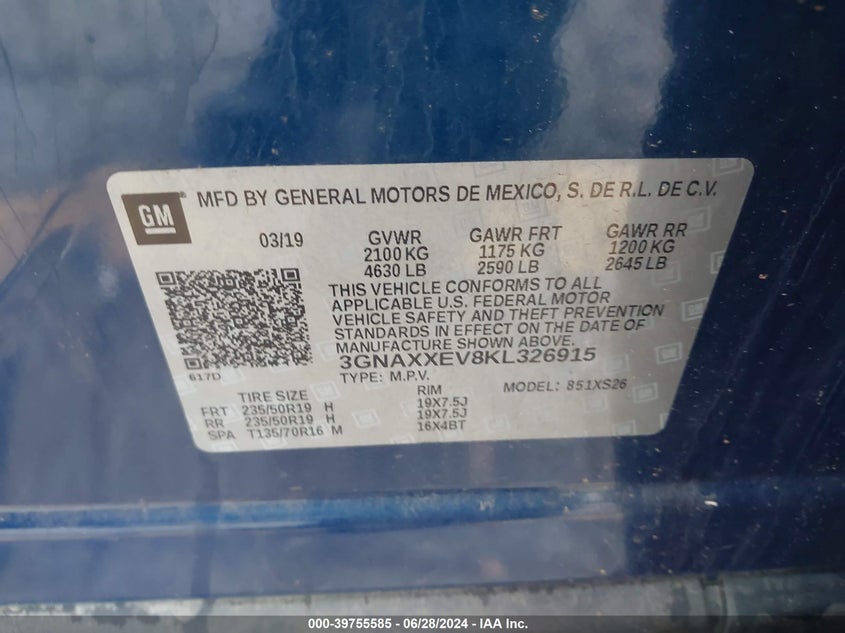 GM
MFD BY GENERAL MOTORS DE MEXICO, S. DE R.L. DE C.V.
03/19 GVWR GAWR FRT GAWR RR
2100 KG 1175 KG 1200 KG
4630 LB 2590 LB 2645 LB
THIS VEHICLE CONFORMS TO ALL
APPLICABLE U.S. FEDERAL MOTOR
VEHICLE SAFETY AND THEFT PREVENTION
STANDARDS IN EFFECT ON THE DATE OF
MANUFACTURE SHOWN ABOVE.
3GNAXXEV8KL326915
617D TYPE: M.P.V. MODEL: 851XS26
TIRE SIZE RIM
FRT 235/50R19 H 19X7.5J
RR 235/50R19 H 19X7.5J
SPA T135/70R16 M 16X4BT
000-39755585 - 06/28/2024 - IAA Inc.